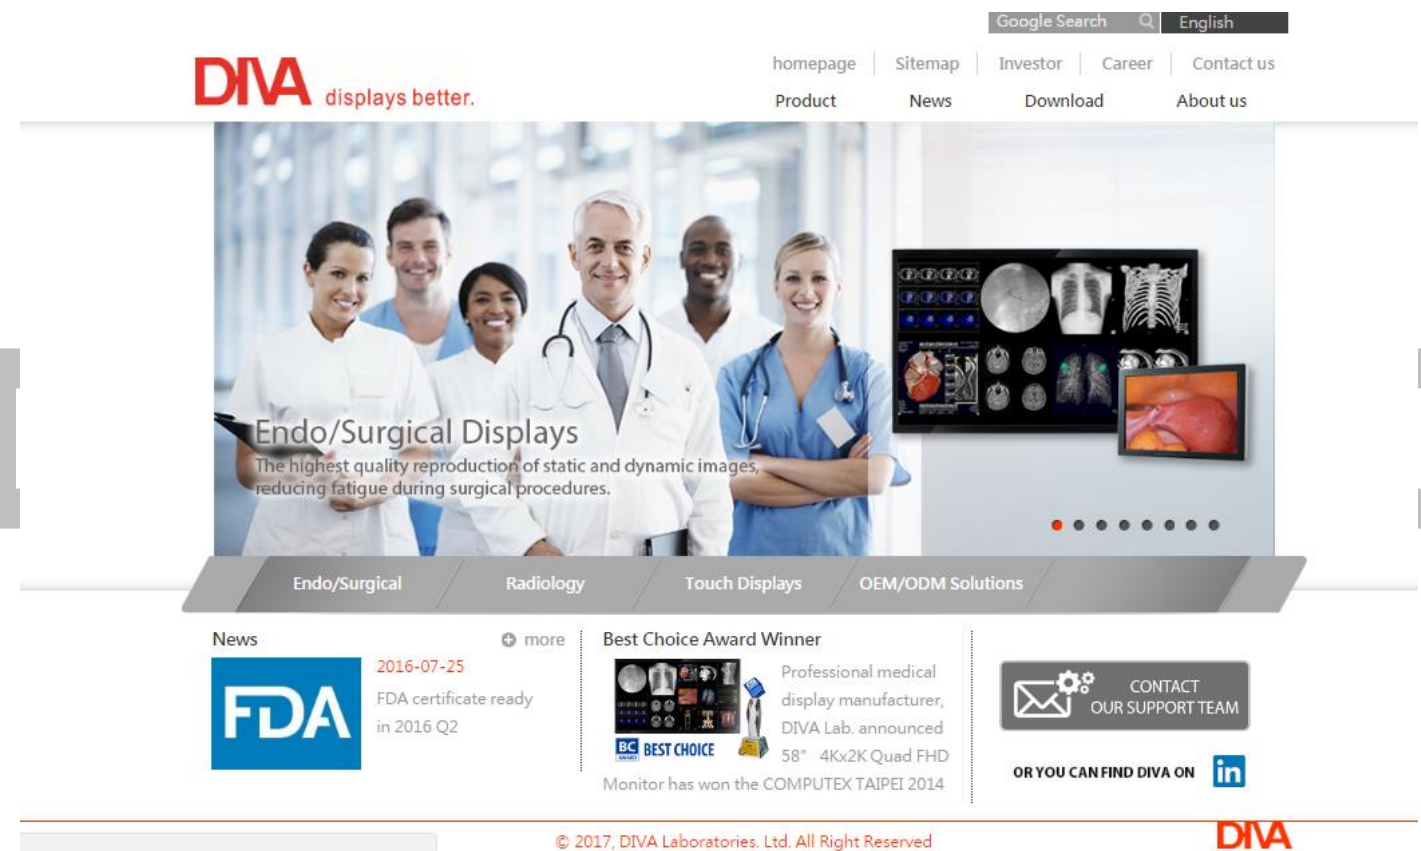 Google Search
English
homepage
Sitemap
Investor
Career
Contact us
DIVA displays better.
Product
News
Download
About us
Endo/Surgical Displays
The highest quality reproduction of static and dynamic images,
reducing fatigue during surgical procedures.
Endo/Surgical
Radiology
Touch Displays
OEM/ODM Solutions
News
more
FDA
2016-07-25
FDA certificate ready
in 2016 Q2
Best Choice Award Winner
BC BEST CHOICE
Professional medical
display manufacturer,
DIVA Lab. announced
58” 4Kx2K Quad FHD
Monitor has won the COMPUTEX TAIPEI 2014
CONTACT
OUR SUPPORT TEAM
OR YOU CAN FIND DIVA ON in
© 2017, DIVA Laboratories. Ltd. All Right Reserved
DIVA